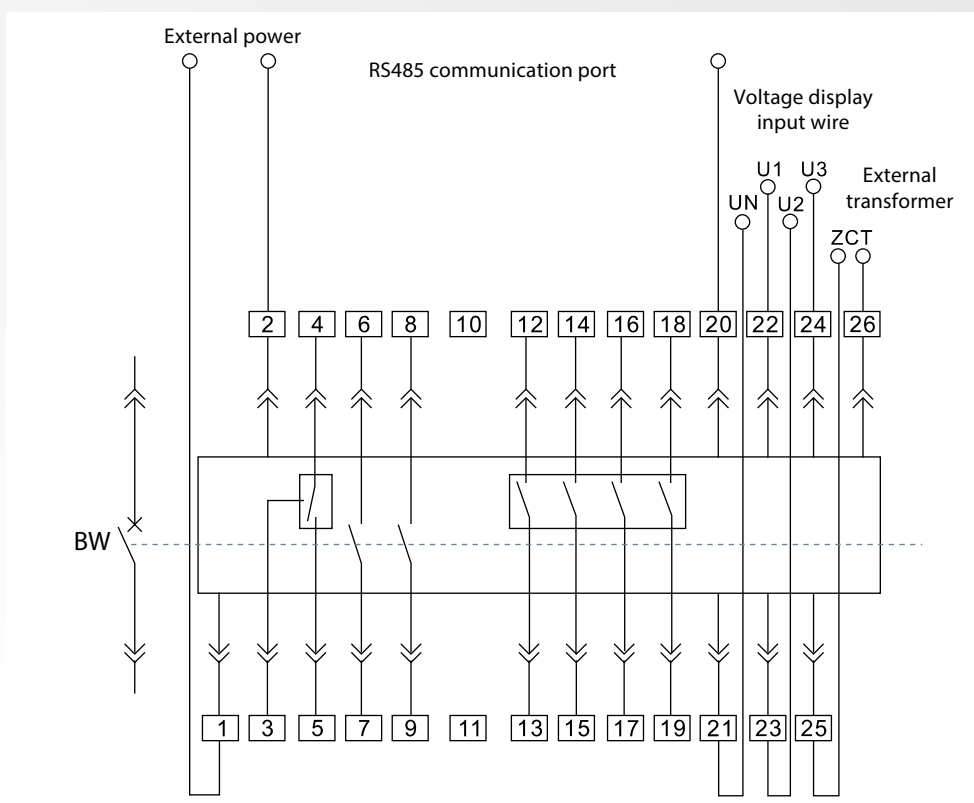 External power
RS485 communication port
Voltage display
input wire
U1 U3
External
transformer
UN U2
ZCT
2 4 6 8 10 12 14 16 18 20 22 24 26
BW
1 3 5 7 9 11 13 15 17 19 21 23 25